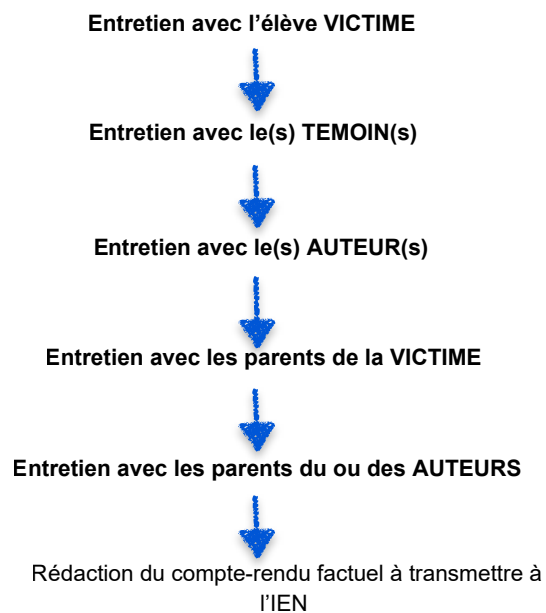 Entretien avec l’élève VICTIME
Entretien avec le(s) TEMOIN(s)
Entretien avec le(s) AUTEUR(s)
Entretien avec les parents de la VICTIME
Entretien avec les parents du ou des AUTEURS
Rédaction du compte-rendu factuel à transmettre à
l’IEN